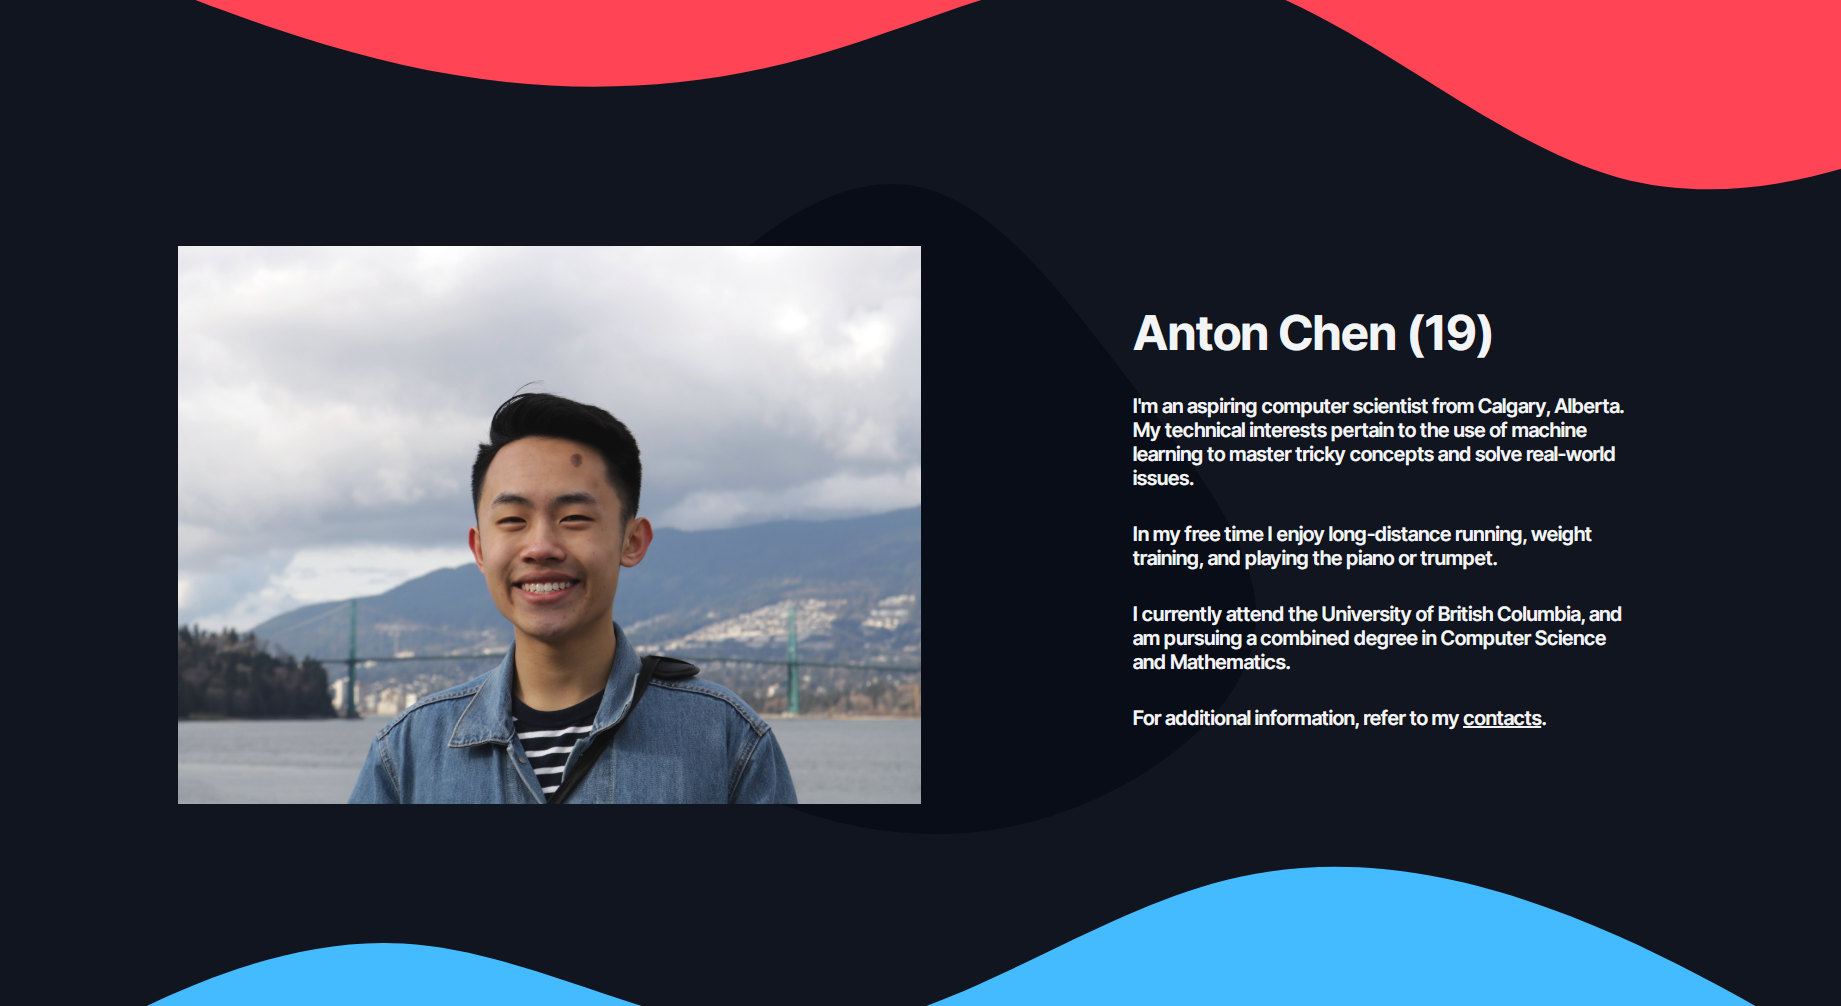 Anton Chen (19)
I'm an aspiring computer scientist from Calgary, Alberta.
My technical interests pertain to the use of machine
learning to master tricky concepts and solve real-world
issues.
In my free time I enjoy long-distance running, weight
training, and playing the piano or trumpet.
I currently attend the University of British Columbia, and
am pursuing a combined degree in Computer Science
and Mathematics.
For additional information, refer to my contacts.